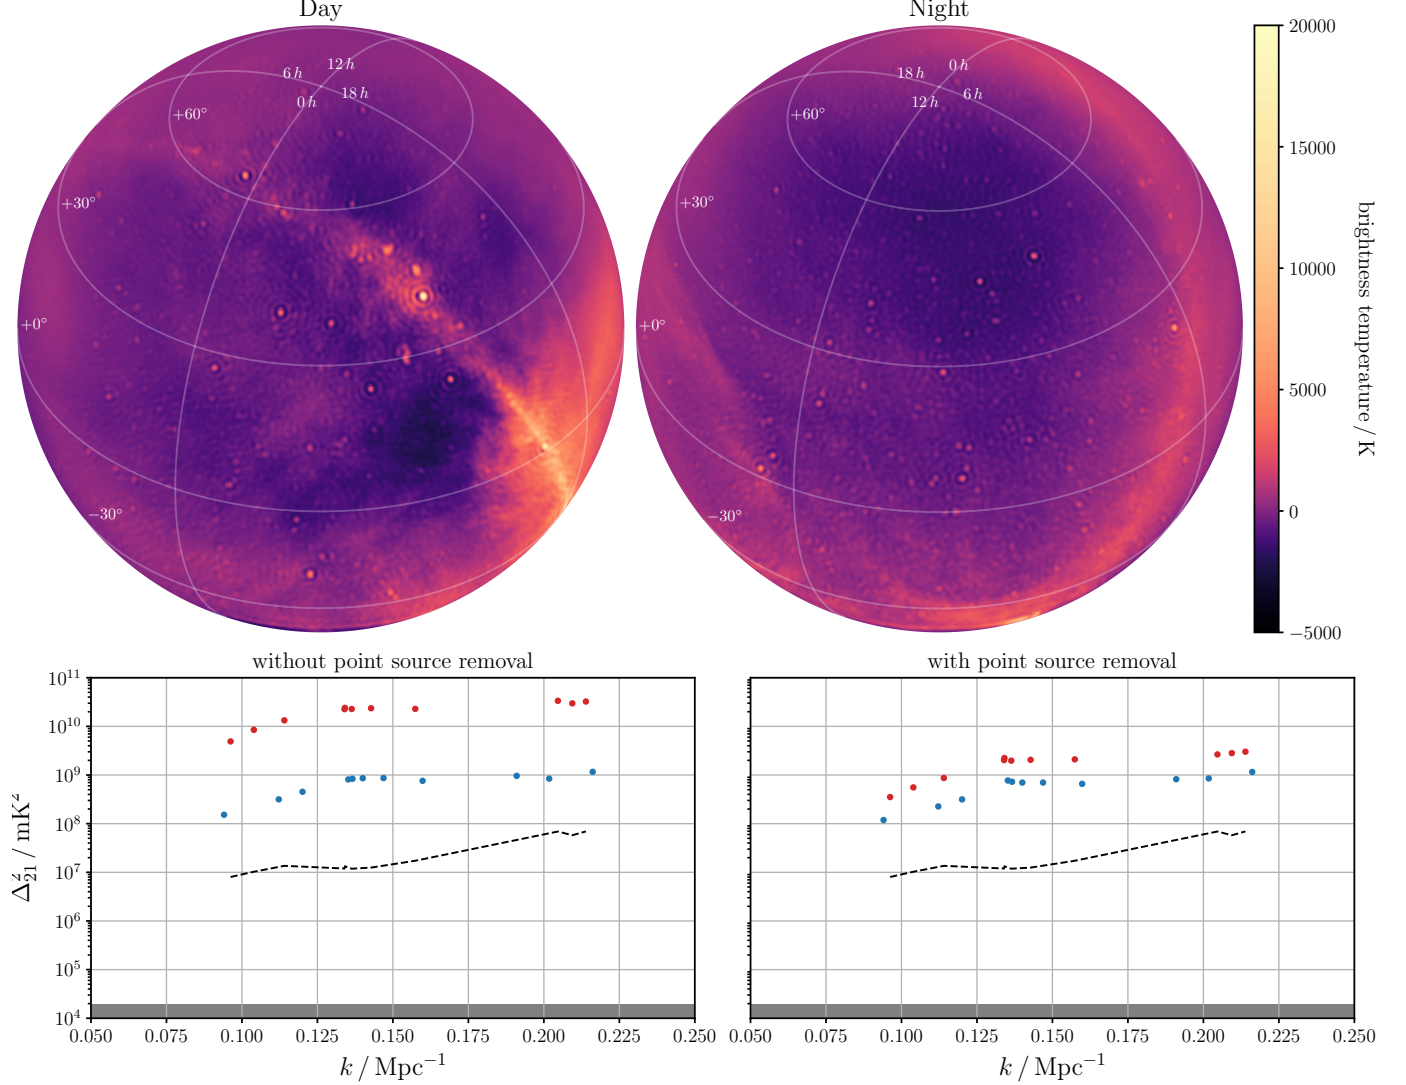 Day
Night
12 h
6 h
18 h
0 h
+60°
+30°
+0°
−30°
0 h
18 h
6 h
12 h
+60°
+30°
+0°
−30°
20000
15000
10000
5000
0
−5000
brightness temperature / K
without point source removal
with point source removal
10¹¹
10¹⁰
10⁹
10⁸
10⁷
10⁶
10⁵
10⁴
Δ²₂₁ / mK²
0.050 0.075 0.100 0.125 0.150 0.175 0.200 0.225 0.250
0.050 0.075 0.100 0.125 0.150 0.175 0.200 0.225 0.250
k / Mpc⁻¹
k / Mpc⁻¹